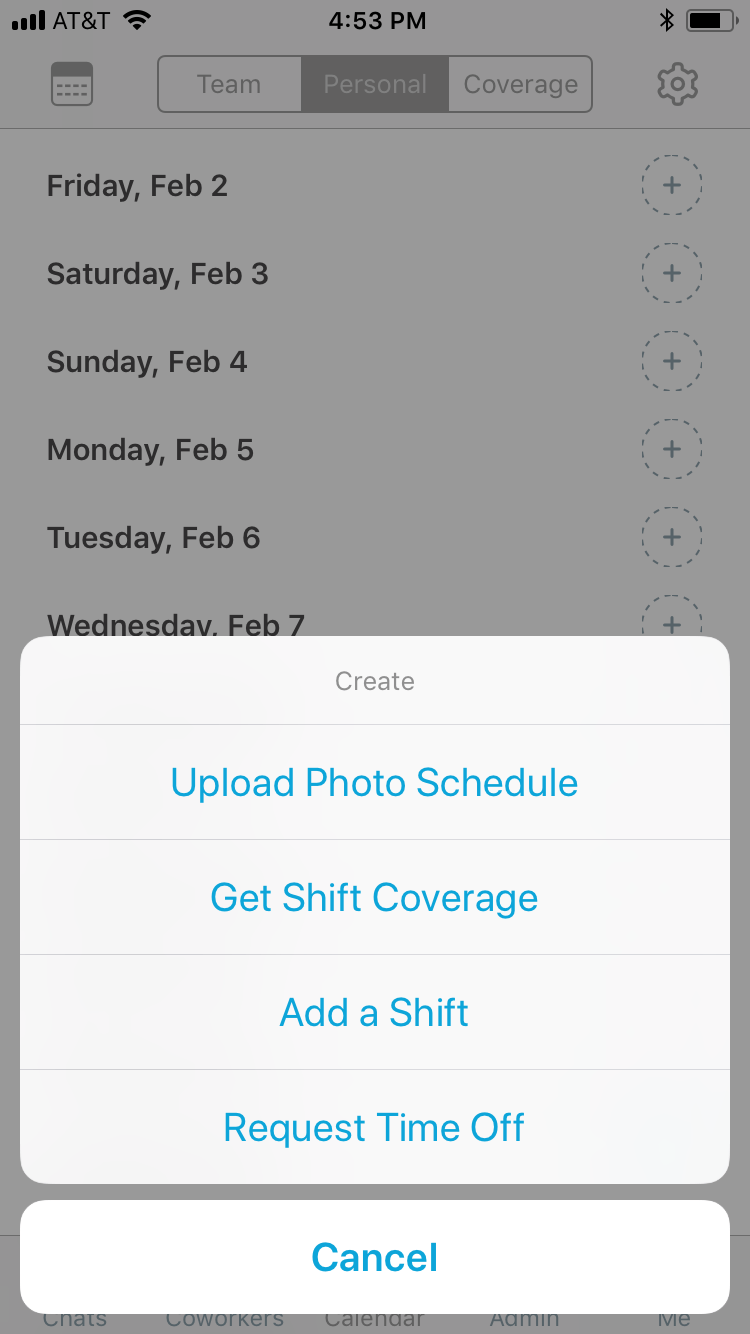 AT&T 4:53 PM
Team Personal Coverage
Friday, Feb 2
Saturday, Feb 3
Sunday, Feb 4
Monday, Feb 5
Tuesday, Feb 6
Wednesday, Feb 7
Create
Upload Photo Schedule
Get Shift Coverage
Add a Shift
Request Time Off
Cancel
Chats Coworkers Calendar Admin Me